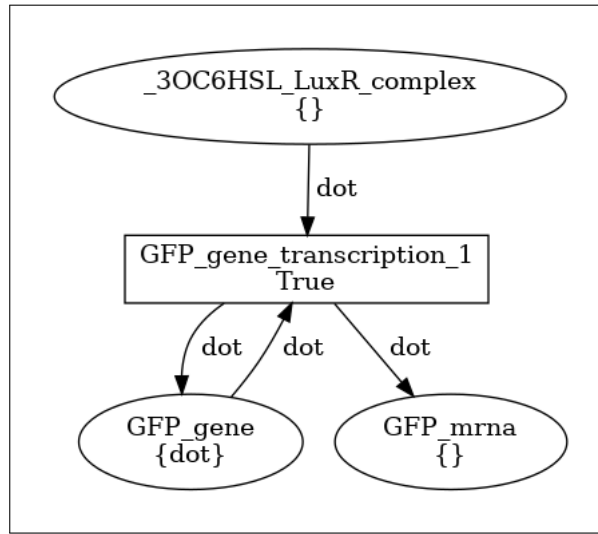 _3OC6HSL_LuxR_complex
{}
dot
GFP_gene_transcription_1
True
dot
dot
dot
GFP_gene
{dot}
GFP_mrna
{}